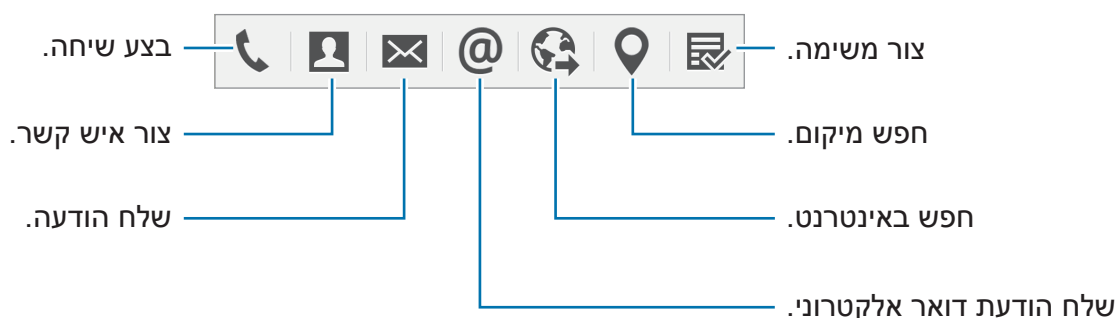 צור משימה.
בצע שיחה.
חפש מיקום.
צור איש קשר.
חפש באינטרנט.
שלח הודעה.
שלח הודעת דואר אלקטרוני.